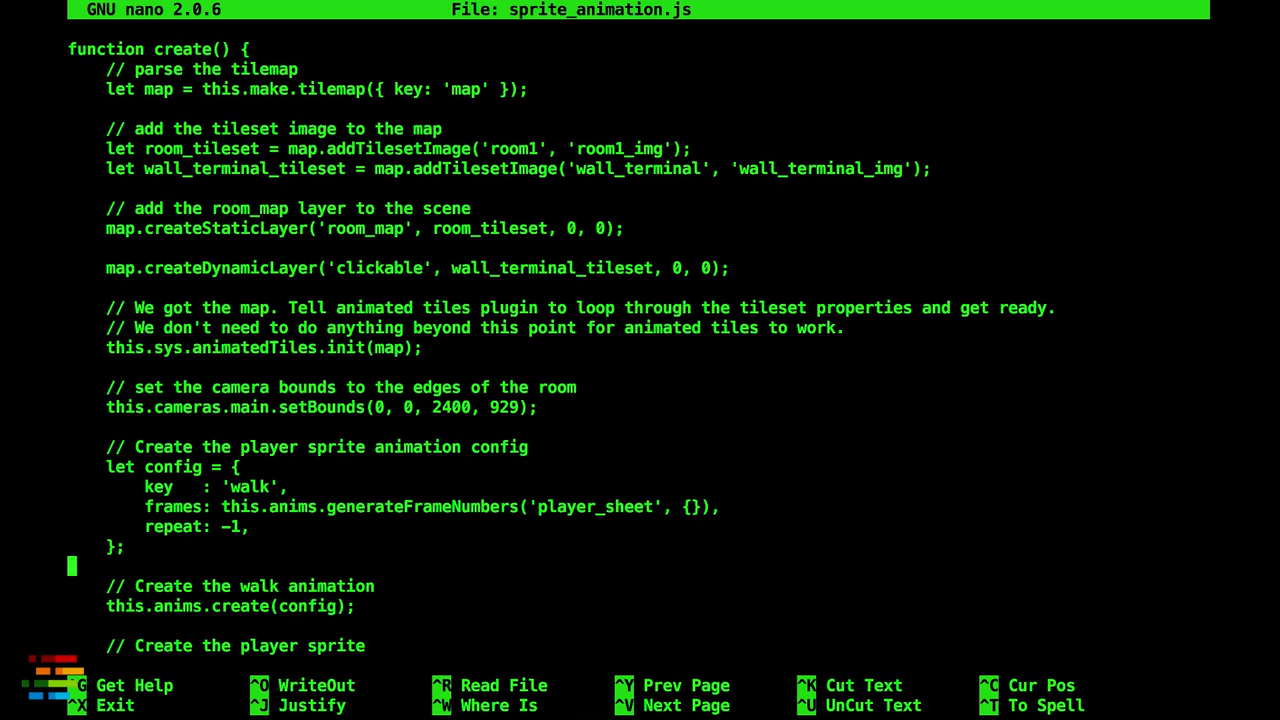 GNU nano 2.0.6 File: sprite_animation.js
function create() {
    // parse the tilemap
    let map = this.make.tilemap({ key: 'map' });

    // add the tileset image to the map
    let room_tileset = map.addTilesetImage('room1', 'room1_img');
    let wall_terminal_tileset = map.addTilesetImage('wall_terminal', 'wall_terminal_img');

    // add the room_map layer to the scene
    map.createStaticLayer('room_map', room_tileset, 0, 0);

    map.createDynamicLayer('clickable', wall_terminal_tileset, 0, 0);

    // We got the map. Tell animated tiles plugin to loop through the tileset properties and get ready.
    // We don't need to do anything beyond this point for animated tiles to work.
    this.sys.animatedTiles.init(map);

    // set the camera bounds to the edges of the room
    this.cameras.main.setBounds(0, 0, 2400, 929);

    // Create the player sprite animation config
    let config = {
        key   : 'walk',
        frames: this.anims.generateFrameNumbers('player_sheet', {}),
        repeat: -1,
    };

    // Create the walk animation
    this.anims.create(config);

    // Create the player sprite
^G Get Help ^O WriteOut ^R Read File ^Y Prev Page ^K Cut Text ^C Cur Pos
^X Exit ^J Justify ^W Where Is ^V Next Page ^U UnCut Text ^T To Spell